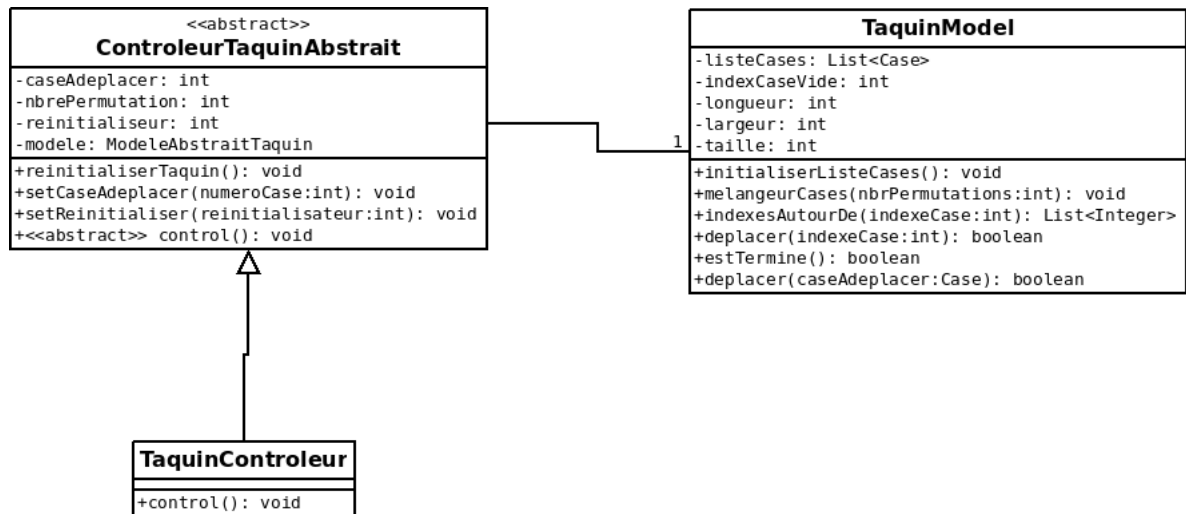 <<abstract>>
ControleurTaquinAbstrait
-caseAdeplacer: int
-nbrePermutation: int
-reinitialiseur: int
-modele: ModeleAbstraitTaquin
+reinitialiserTaquin(): void
+setCaseAdeplacer(numeroCase:int): void
+setReinitialiser(reinitialisateur:int): void
+<<abstract>> control(): void
1
TaquinModel
-listeCases: List<Case>
-indexCaseVide: int
-longueur: int
-largeur: int
-taille: int
+initialiserListeCases(): void
+melangeurCases(nbrPermutations:int): void
+indexesAutourDe(indexeCase:int): List<Integer>
+deplacer(indexeCase:int): boolean
+estTermine(): boolean
+deplacer(caseAdeplacer:Case): boolean
TaquinControleur
+control(): void